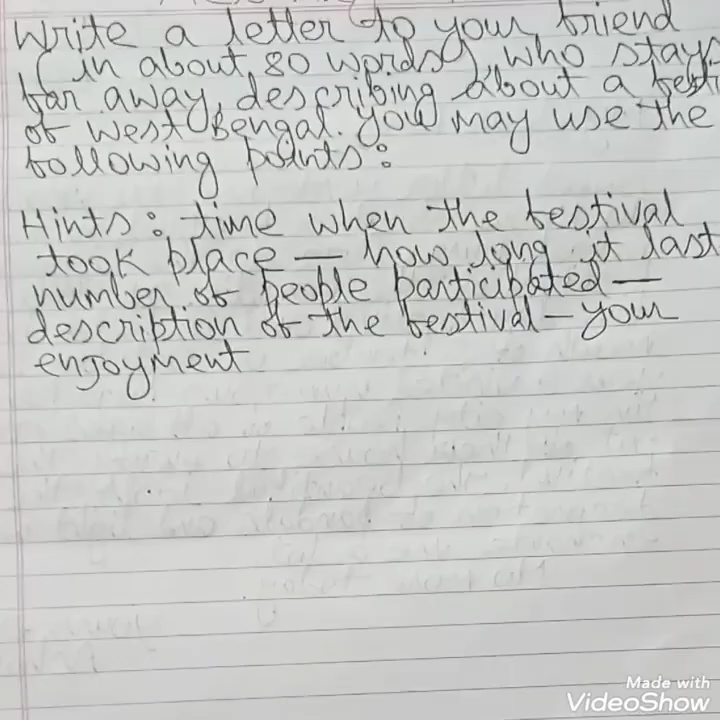 Write a letter to your friend
(in about 80 words), who stays
far away, describing about a festi
of West Bengal. You may use the
following points:
Hints: time when the festival
took place — how long it last
number of people participated —
description of the festival – your
enjoyment
Made with
VideoShow